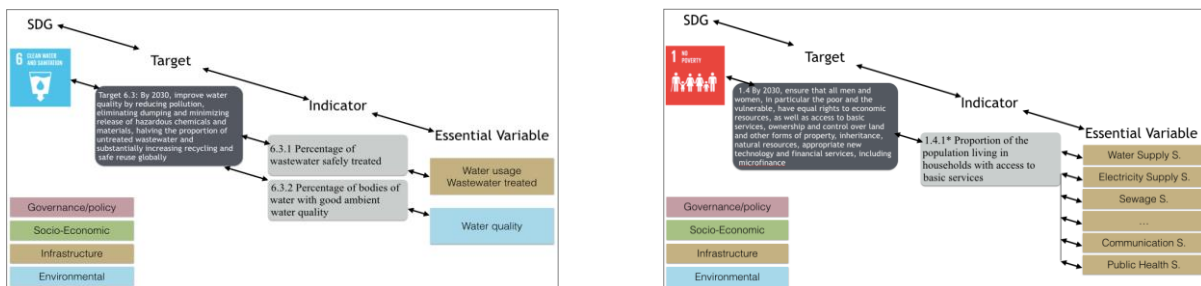 SDG
6 CLEAN WATER
AND SANITATION
Target
Target 6.3: By 2030, improve water
quality by reducing pollution,
eliminating dumping and minimizing
release of hazardous chemicals and
materials, halving the proportion of
untreated wastewater and
substantially increasing recycling and
safe reuse globally
Indicator
6.3.1 Percentage of
wastewater safely treated
6.3.2 Percentage of bodies of
water with good ambient
water quality
Essential Variable
Water usage
Wastewater treated
Water quality
Governance/policy
Socio-Economic
Infrastructure
Environmental
SDG
1 NO
POVERTY
Target
1.4 By 2030, ensure that all men and
women, in particular the poor and the
vulnerable, have equal rights to economic
resources, as well as access to basic
services, ownership and control over land
and other forms of property, inheritance,
natural resources, appropriate new
technology and financial services, including
microfinance
Indicator
1.4.1* Proportion of the
population living in
households with access to
basic services
Essential Variable
Water Supply S.
Electricity Supply S.
Sewage S.
....
Communication S.
Public Health S.
Governance/policy
Socio-Economic
Infrastructure
Environmental